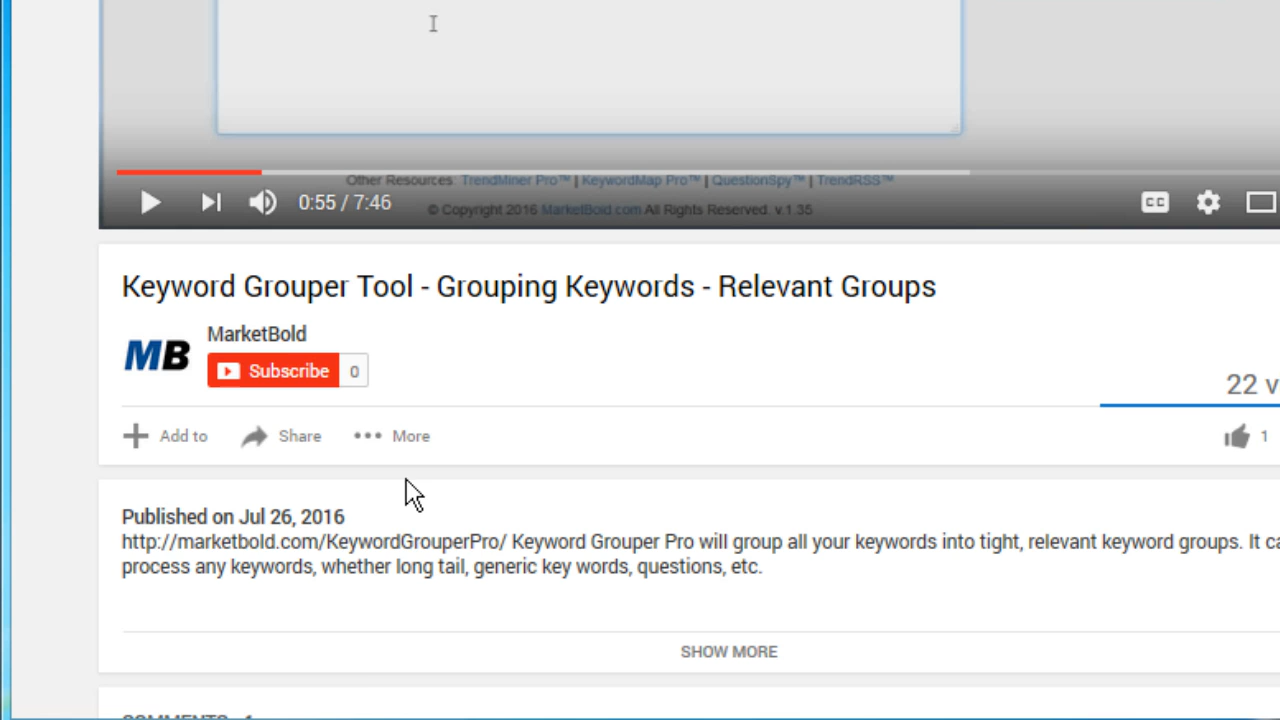 Other Resources: TrendMiner Pro™ | KeywordMap Pro™ | QuestionSpy™ | TrendRSS™
0:55 / 7:46
CC
© Copyright 2016 MarketBold.com All Rights Reserved. v.1.35
Keyword Grouper Tool - Grouping Keywords - Relevant Groups
MB
MarketBold
Subscribe 0
22 v
Add to Share More
1
Published on Jul 26, 2016
http://marketbold.com/KeywordGrouperPro/ Keyword Grouper Pro will group all your keywords into tight, relevant keyword groups. It ca
process any keywords, whether long tail, generic key words, questions, etc.
SHOW MORE
COMMENTS